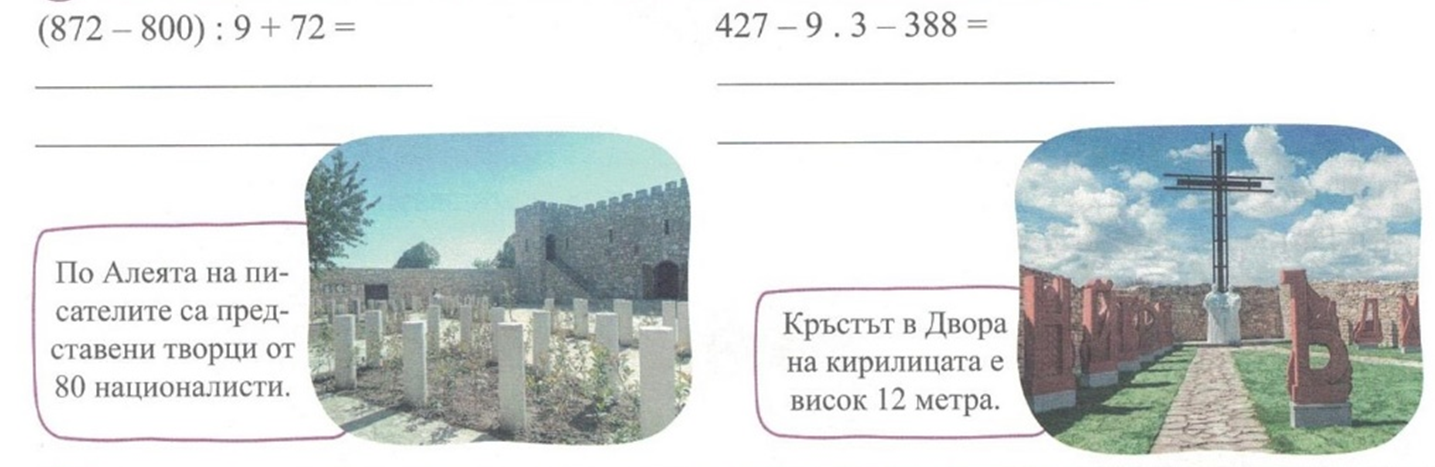 (872 – 800) : 9 + 72 =
427 – 9 . 3 – 388 =
По Алеята на пи-
сателите са пред-
ставени творци от
80 националисти.
Кръстът в Двора
на кирилицата е
висок 12 метра.